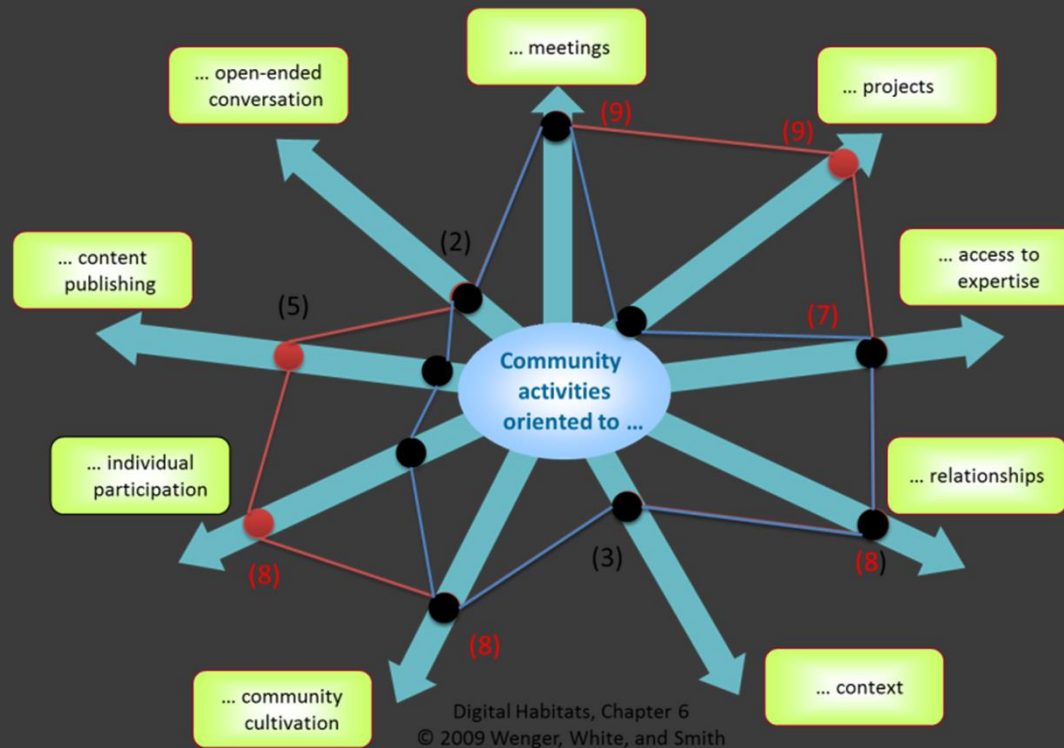 ... meetings
... open-ended
conversation
... projects
(9)
(9)
(2)
... content
publishing
(5)
... access to
expertise
(7)
Community
activities
oriented to ...
... individual
participation
... relationships
(8)
(3)
(8)
(8)
... community
cultivation
... context
Digital Habitats, Chapter 6
© 2009 Wenger, White, and Smith